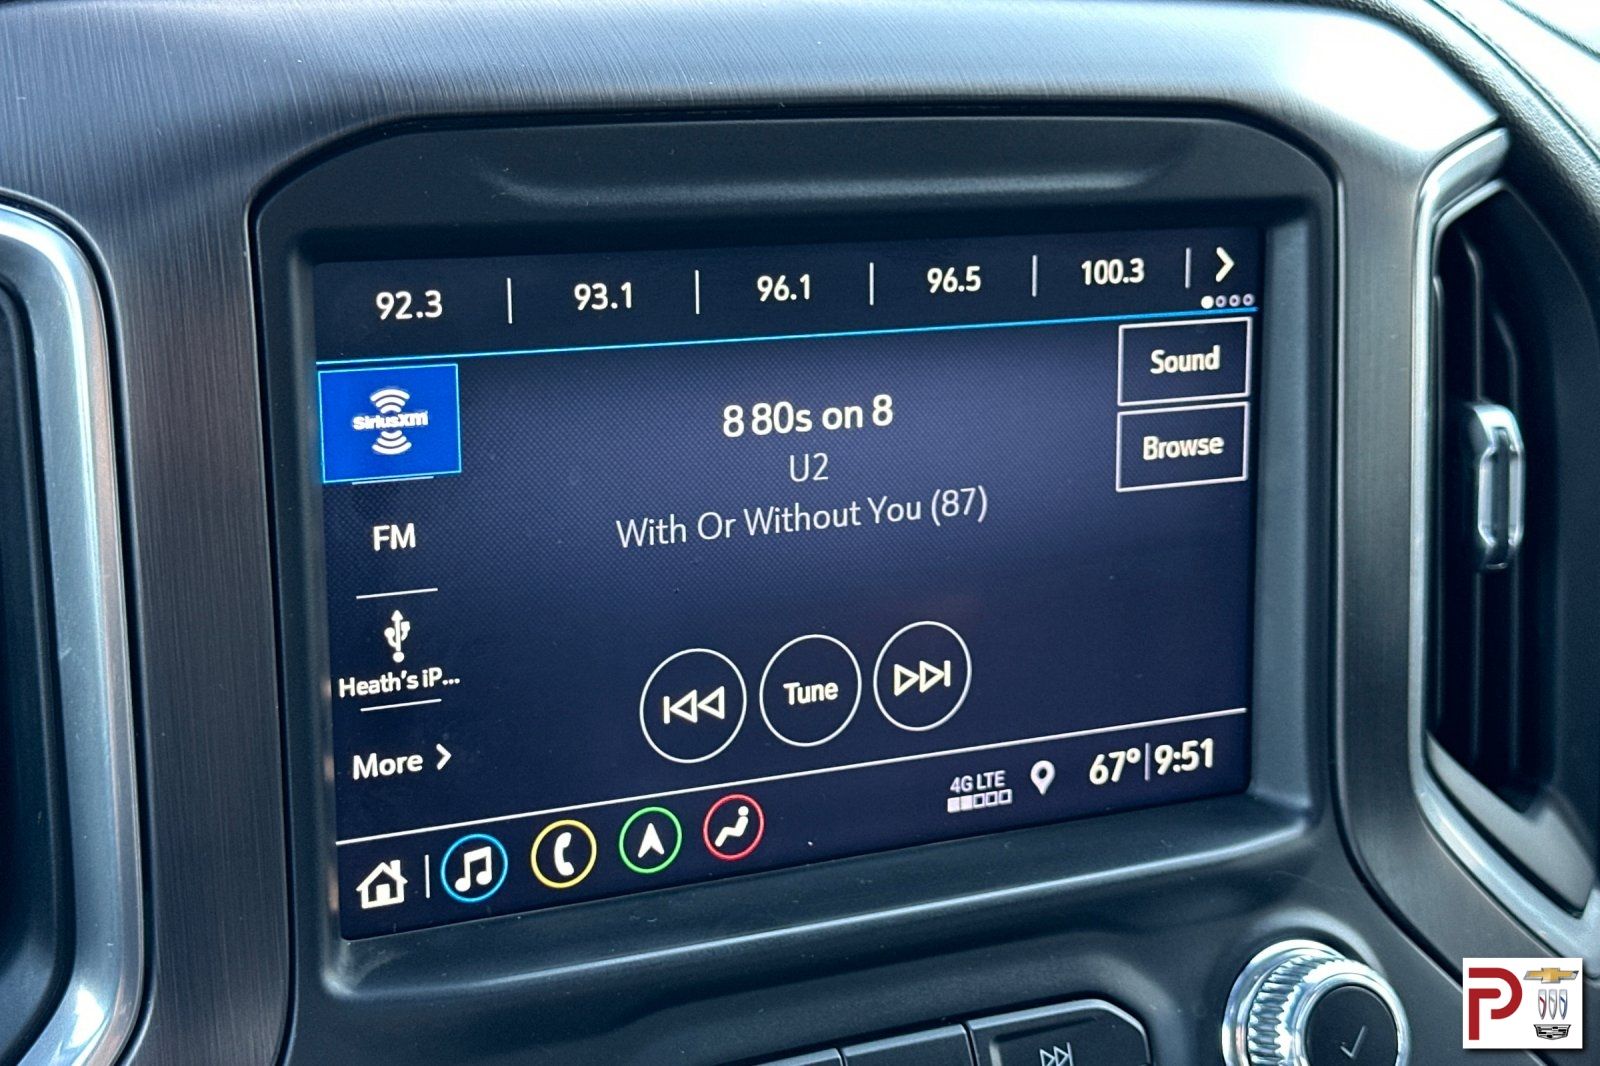 92.3 | 93.1 | 96.1 | 96.5 | 100.3
SiriusXM
8 80s on 8
Sound
U2
Browse
With Or Without You (87)
FM
Heath's iP...
Tune
More
4G LTE
67° | 9:51
P